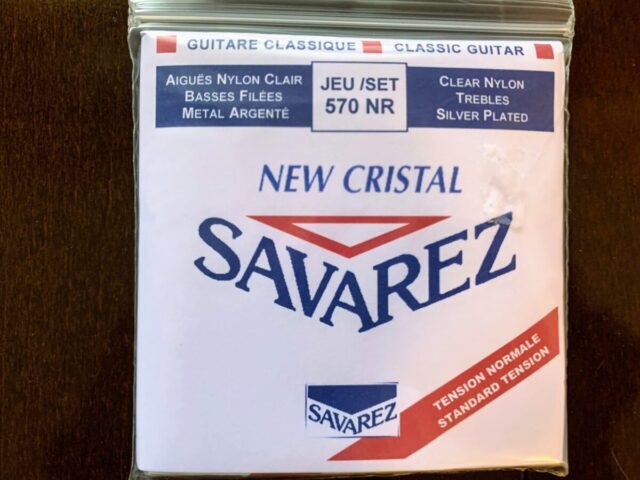 GUITARE CLASSIQUE CLASSIC GUITAR
AIGUËS NYLON CLAIR
BASSES FILÉES
METAL ARGENTÉ
JEU /SET
570 NR
CLEAR NYLON
TREBLES
SILVER PLATED
NEW CRISTAL
SAVAREZ
TENSION NORMALE
STANDARD TENSION
SAVAREZ